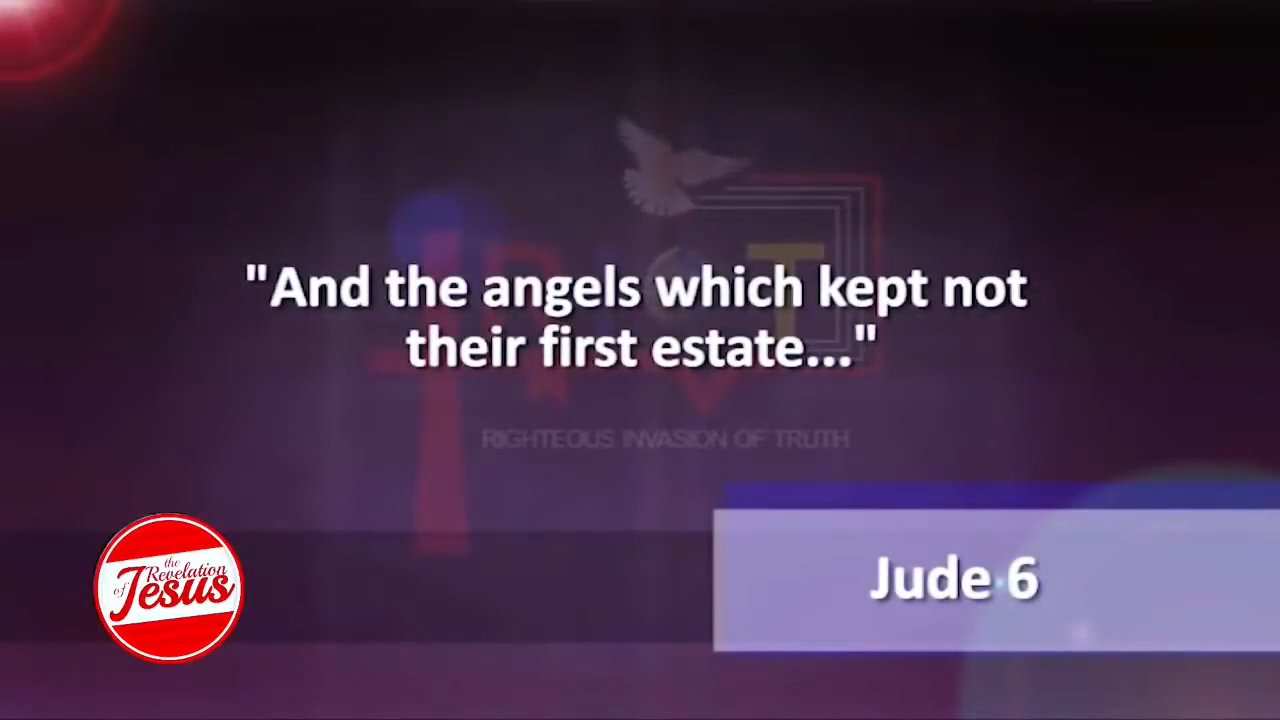 "And the angels which kept not
their first estate..."
RIGHTEOUS INVASION OF TRUTH
Jude 6
the
Revelation
of
Jesus